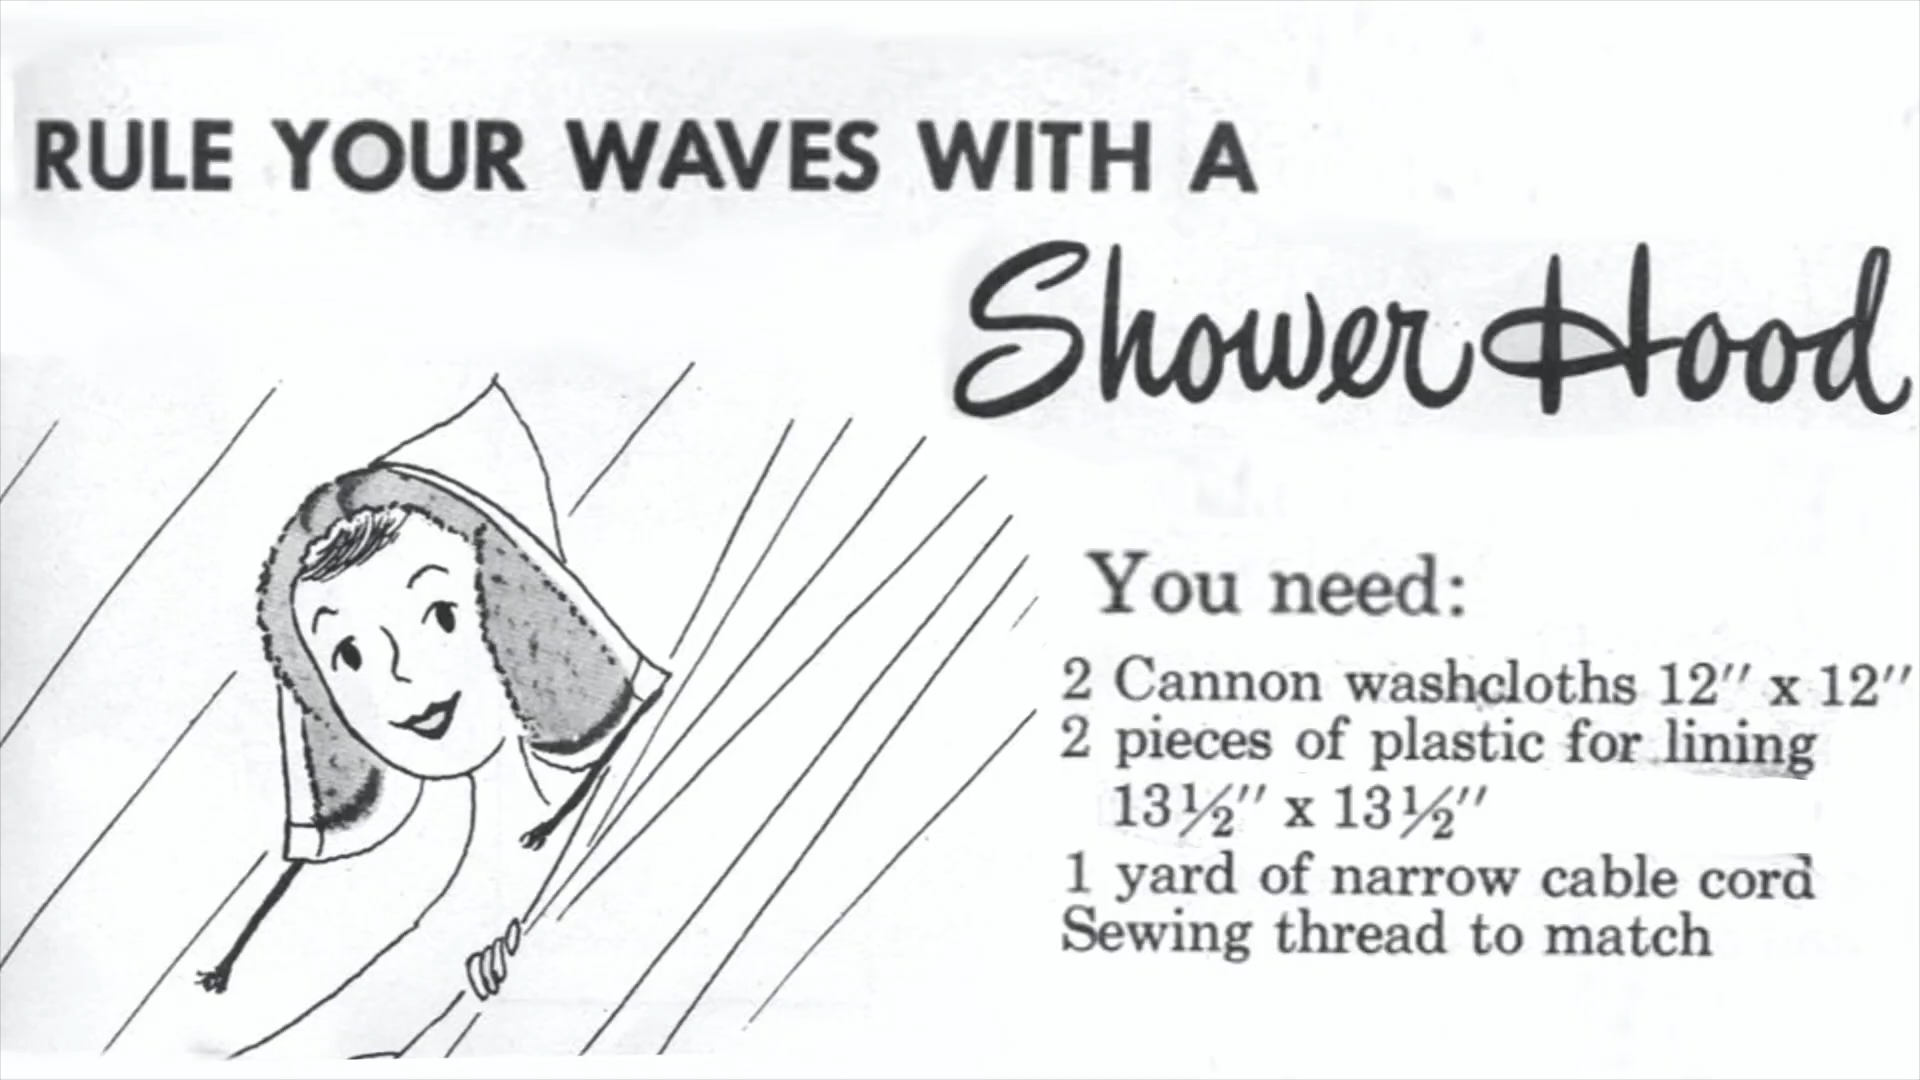 RULE YOUR WAVES WITH A
Shower Hood
You need:
2 Cannon washcloths 12″ x 12″
2 pieces of plastic for lining
13½″ x 13½″
1 yard of narrow cable cord
Sewing thread to match